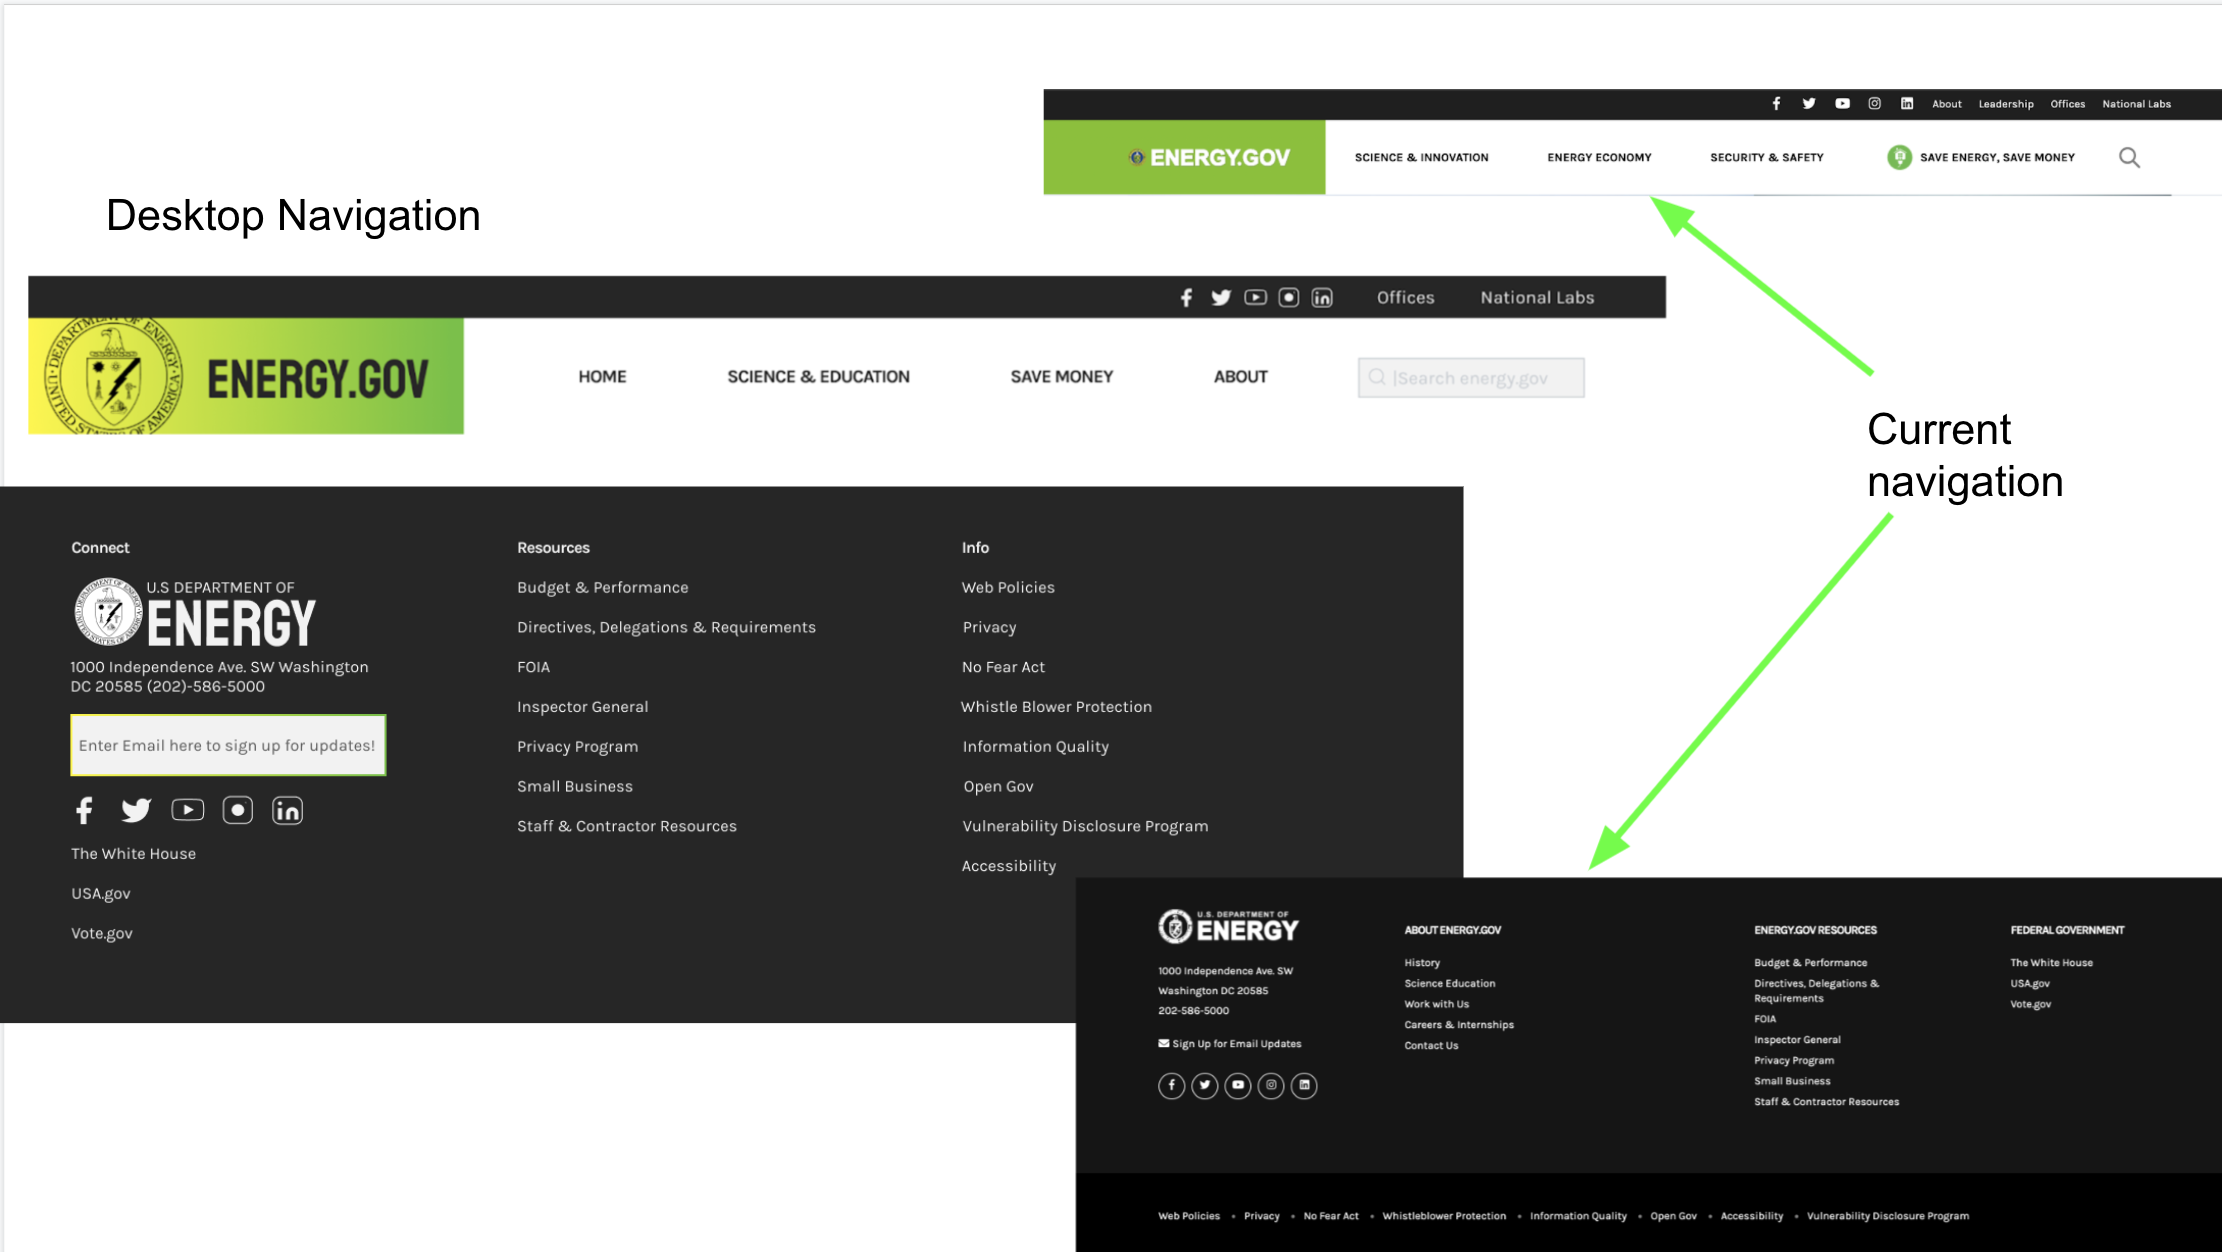 About Leadership Offices National Labs
ENERGY.GOV SCIENCE & INNOVATION ENERGY ECONOMY SECURITY & SAFETY SAVE ENERGY, SAVE MONEY
Desktop Navigation
Offices National Labs
UNITED STATES OF AMERICA DEPARTMENT OF ENERGY
ENERGY.GOV HOME SCIENCE & EDUCATION SAVE MONEY ABOUT |Search energy.gov
Current
navigation
Connect
U.S DEPARTMENT OF
ENERGY
1000 Independence Ave. SW Washington
DC 20585 (202)-586-5000
Enter Email here to sign up for updates!
The White House
USA.gov
Vote.gov
Resources
Budget & Performance
Directives, Delegations & Requirements
FOIA
Inspector General
Privacy Program
Small Business
Staff & Contractor Resources
Info
Web Policies
Privacy
No Fear Act
Whistle Blower Protection
Information Quality
Open Gov
Vulnerability Disclosure Program
Accessibility
U.S. DEPARTMENT OF
ENERGY
1000 Independence Ave. SW
Washington DC 20585
202-586-5000
Sign Up for Email Updates
ABOUT ENERGY.GOV
History
Science Education
Work with Us
Careers & Internships
Contact Us
ENERGY.GOV RESOURCES
Budget & Performance
Directives, Delegations &
Requirements
FOIA
Inspector General
Privacy Program
Small Business
Staff & Contractor Resources
FEDERAL GOVERNMENT
The White House
USA.gov
Vote.gov
Web Policies • Privacy • No Fear Act • Whistleblower Protection • Information Quality • Open Gov • Accessibility • Vulnerability Disclosure Program